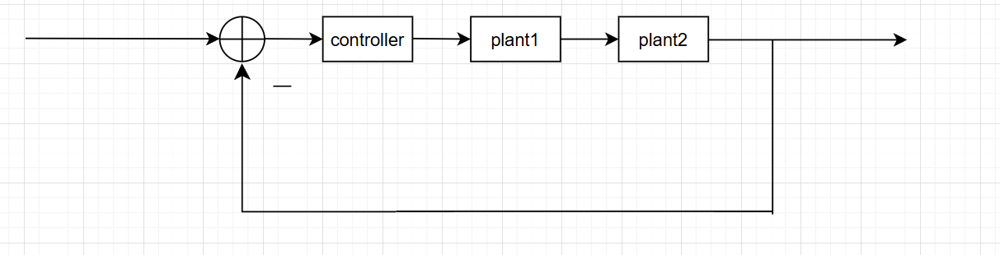 controller
plant1
plant2
—